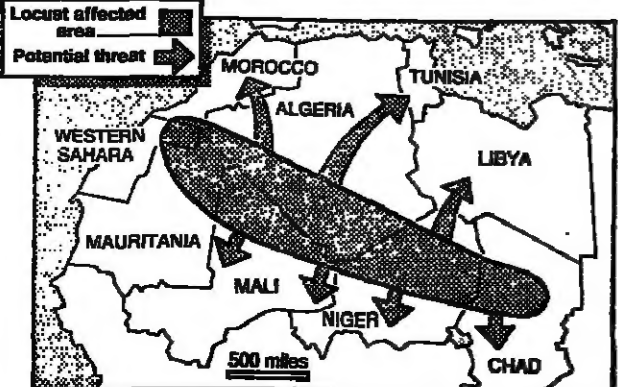 Locust affected
area
Potential threat
MOROCCO
TUNISIA
ALGERIA
WESTERN
SAHARA
LIBYA
MAURITANIA
MALI
NIGER
500 miles
CHAD